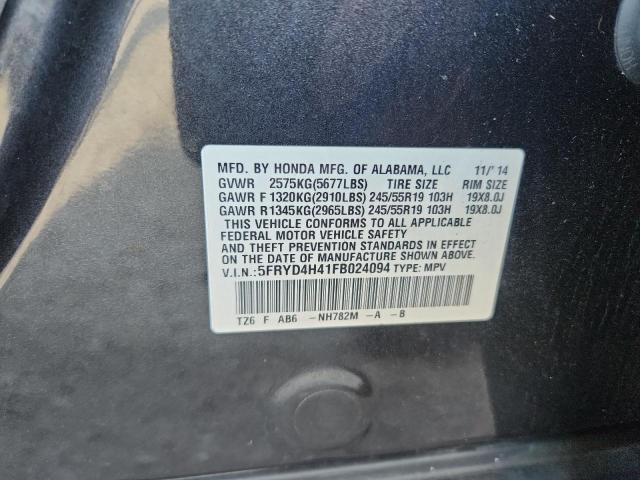 MFD. BY HONDA MFG. OF ALABAMA, LLC 11/'14
GVWR 2575KG(5677LBS) TIRE SIZE RIM SIZE
GAWR F 1320KG(2910LBS) 245/55R19 103H 19X8.0J
GAWR R 1345KG(2965LBS) 245/55R19 103H 19X8.0J
THIS VEHICLE CONFORMS TO ALL APPLICABLE
FEDERAL MOTOR VEHICLE SAFETY
AND THEFT PREVENTION STANDARDS IN EFFECT
ON THE DATE OF MANUFACTURE SHOWN ABOVE.
V.I.N.:5FRYD4H41FB024094 TYPE: MPV
TZ6 F AB6 -NH782M -A -B